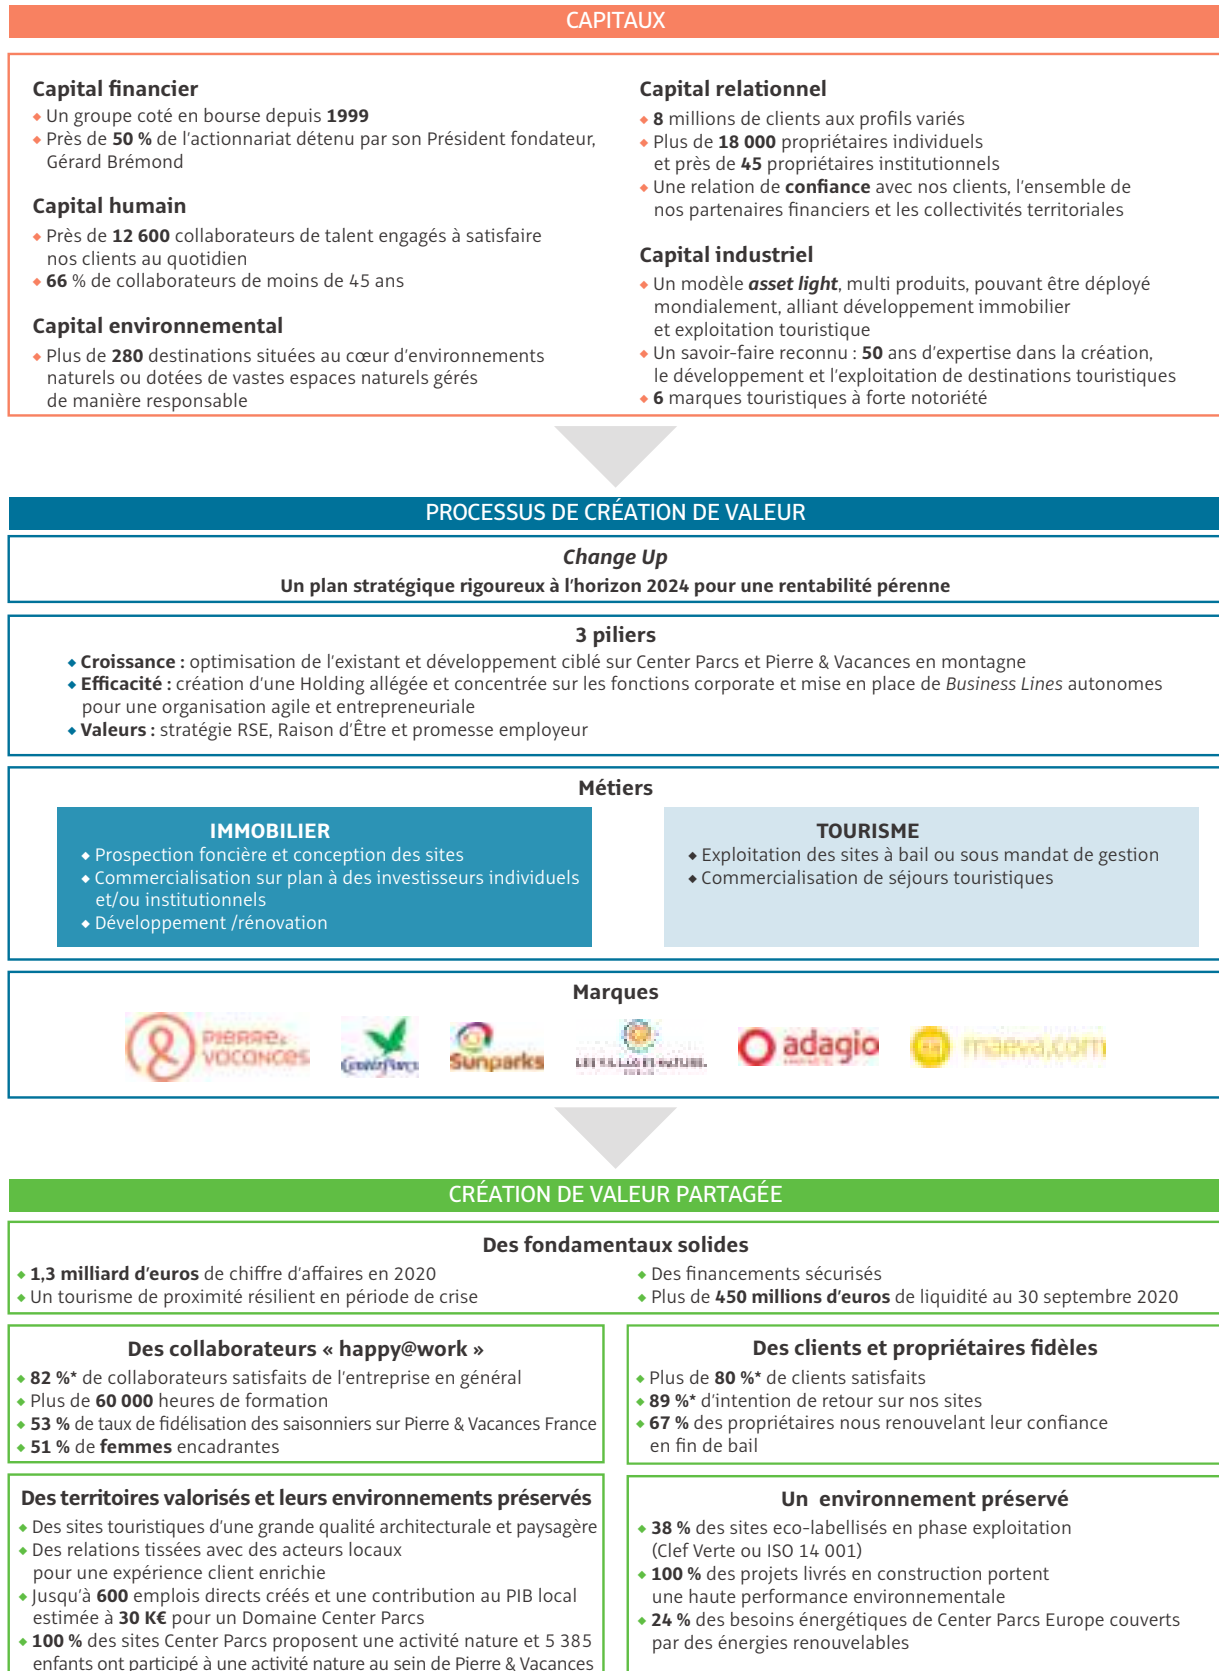 CAPITAUX
Capital financier
Un groupe coté en bourse depuis 1999
Près de 50 % de l'actionnariat détenu par son Président fondateur,
Gérard Brémond
Capital humain
Près de 12 600 collaborateurs de talent engagés à satisfaire
nos clients au quotidien
66 % de collaborateurs de moins de 45 ans
Capital environnemental
Plus de 280 destinations situées au cœur d'environnements
naturels ou dotées de vastes espaces naturels gérés
de manière responsable
Capital relationnel
8 millions de clients aux profils variés
Plus de 18 000 propriétaires individuels
et près de 45 propriétaires institutionnels
Une relation de confiance avec nos clients, l'ensemble de
nos partenaires financiers et les collectivités territoriales
Capital industriel
Un modèle asset light, multi produits, pouvant être déployé
mondialement, alliant développement immobilier
et exploitation touristique
Un savoir-faire reconnu : 50 ans d'expertise dans la création,
le développement et l'exploitation de destinations touristiques
6 marques touristiques à forte notoriété
PROCESSUS DE CRÉATION DE VALEUR
Change Up
Un plan stratégique rigoureux à l'horizon 2024 pour une rentabilité pérenne
3 piliers
Croissance : optimisation de l'existant et développement ciblé sur Center Parcs et Pierre & Vacances en montagne
Efficacité : création d'une Holding allégée et concentrée sur les fonctions corporate et mise en place de Business Lines autonomes
pour une organisation agile et entrepreneuriale
Valeurs : stratégie RSE, Raison d'Être et promesse employeur
Métiers
IMMOBILIER
Prospection foncière et conception des sites
Commercialisation sur plan à des investisseurs individuels
et/ou institutionnels
Développement /rénovation
TOURISME
Exploitation des sites à bail ou sous mandat de gestion
Commercialisation de séjours touristiques
Marques
PIERRE &
VACANCES
CenterParcs
Sunparks
adagio
maeva.com
CRÉATION DE VALEUR PARTAGÉE
Des fondamentaux solides
1,3 milliard d'euros de chiffre d'affaires en 2020
Un tourisme de proximité résilient en période de crise
Des financements sécurisés
Plus de 450 millions d'euros de liquidité au 30 septembre 2020
Des collaborateurs « happy@work »
82 %* de collaborateurs satisfaits de l'entreprise en général
Plus de 60 000 heures de formation
53 % de taux de fidélisation des saisonniers sur Pierre & Vacances France
51 % de femmes encadrantes
Des clients et propriétaires fidèles
Plus de 80 %* de clients satisfaits
89 %* d'intention de retour sur nos sites
67 % des propriétaires nous renouvelant leur confiance
en fin de bail
Des territoires valorisés et leurs environnements préservés
Des sites touristiques d'une grande qualité architecturale et paysagère
Des relations tissées avec des acteurs locaux
pour une expérience client enrichie
Jusqu'à 600 emplois directs créés et une contribution au PIB local
estimée à 30 K€ pour un Domaine Center Parcs
100 % des sites Center Parcs proposent une activité nature et 5 385
enfants ont participé à une activité nature au sein de Pierre & Vacances
Un environnement préservé
38 % des sites eco-labellisés en phase exploitation
(Clef Verte ou ISO 14 001)
100 % des projets livrés en construction portent
une haute performance environnementale
24 % des besoins énergétiques de Center Parcs Europe couverts
par des énergies renouvelables